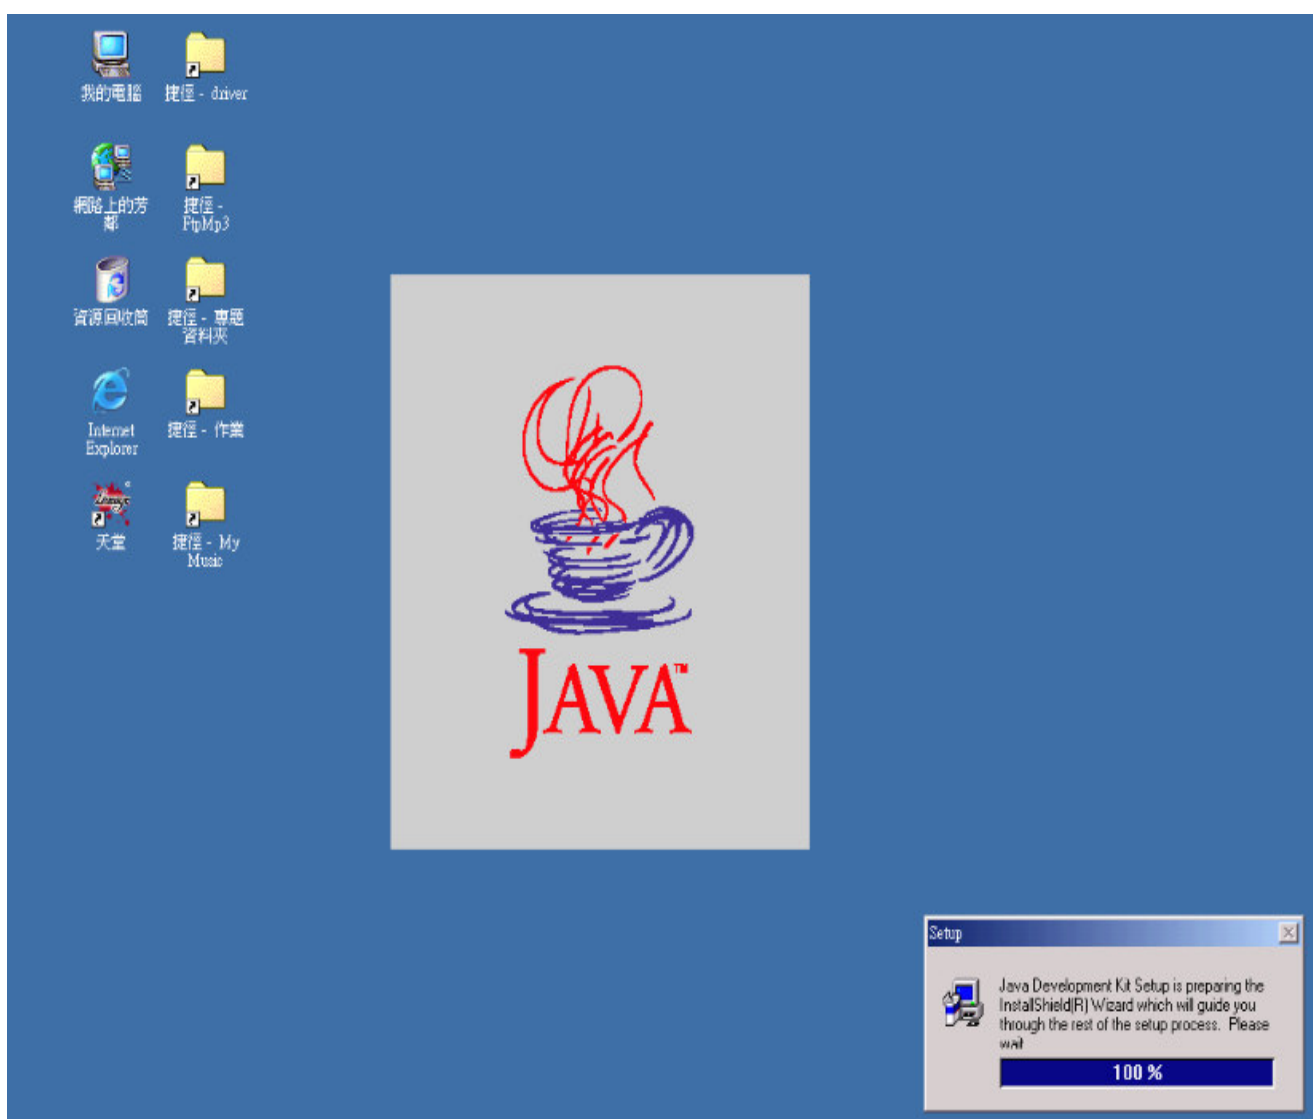 我的電腦
捷徑 - driver
網路上的芳
鄰
捷徑 -
FtpMp3
資源回收筒
捷徑 - 專題
資料夾
Internet
Explorer
捷徑 - 作業
Lineage
天堂
捷徑 - My
Music
JAVA™
Setup
Java Development Kit Setup is preparing the
InstallShield(R) Wizard which will guide you
through the rest of the setup process. Please
wait
100 %